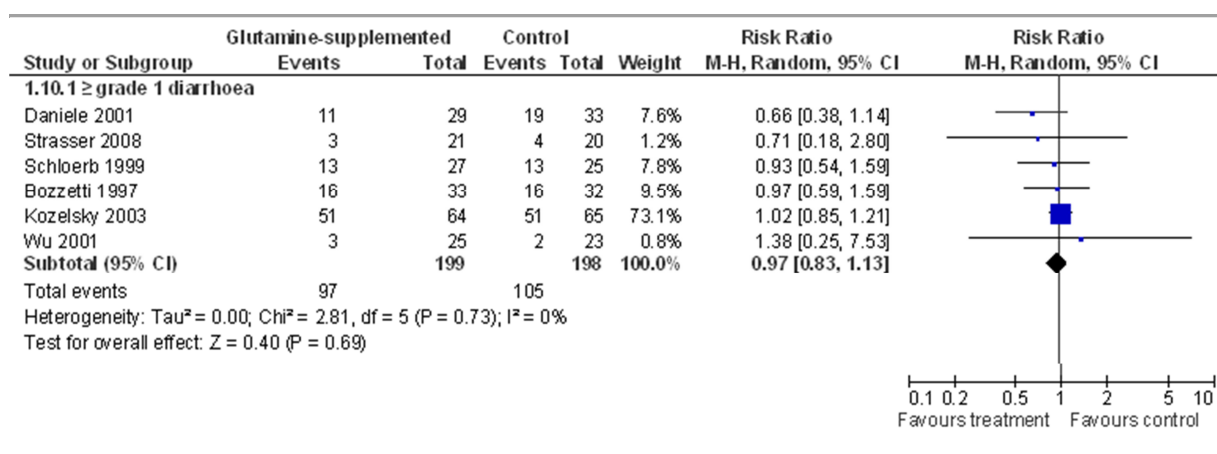 Glutamine-supplemented Control Risk Ratio Risk Ratio
Study or Subgroup Events Total Events Total Weight M-H, Random, 95% CI M-H, Random, 95% CI
1.10.1 ≥ grade 1 diarrhoea
Daniele 2001 11 29 19 33 7.6% 0.66 [0.38, 1.14]
Strasser 2008 3 21 4 20 1.2% 0.71 [0.18, 2.80]
Schloerb 1999 13 27 13 25 7.8% 0.93 [0.54, 1.59]
Bozzetti 1997 16 33 16 32 9.5% 0.97 [0.59, 1.59]
Kozelsky 2003 51 64 51 65 73.1% 1.02 [0.85, 1.21]
Wu 2001 3 25 2 23 0.8% 1.38 [0.25, 7.53]
Subtotal (95% CI) 199 198 100.0% 0.97 [0.83, 1.13]
Total events 97 105
Heterogeneity: Tau² = 0.00; Chi² = 2.81, df = 5 (P = 0.73); I² = 0%
Test for overall effect: Z = 0.40 (P = 0.69)
0.1 0.2 0.5 1 2 5 10
Favours treatment Favours control